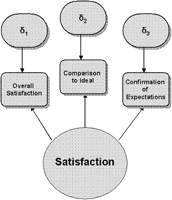 δ1
δ2
δ3
Overall
Satisfaction
Comparison
to Ideal
Confirmation
of
Expectations
Satisfaction